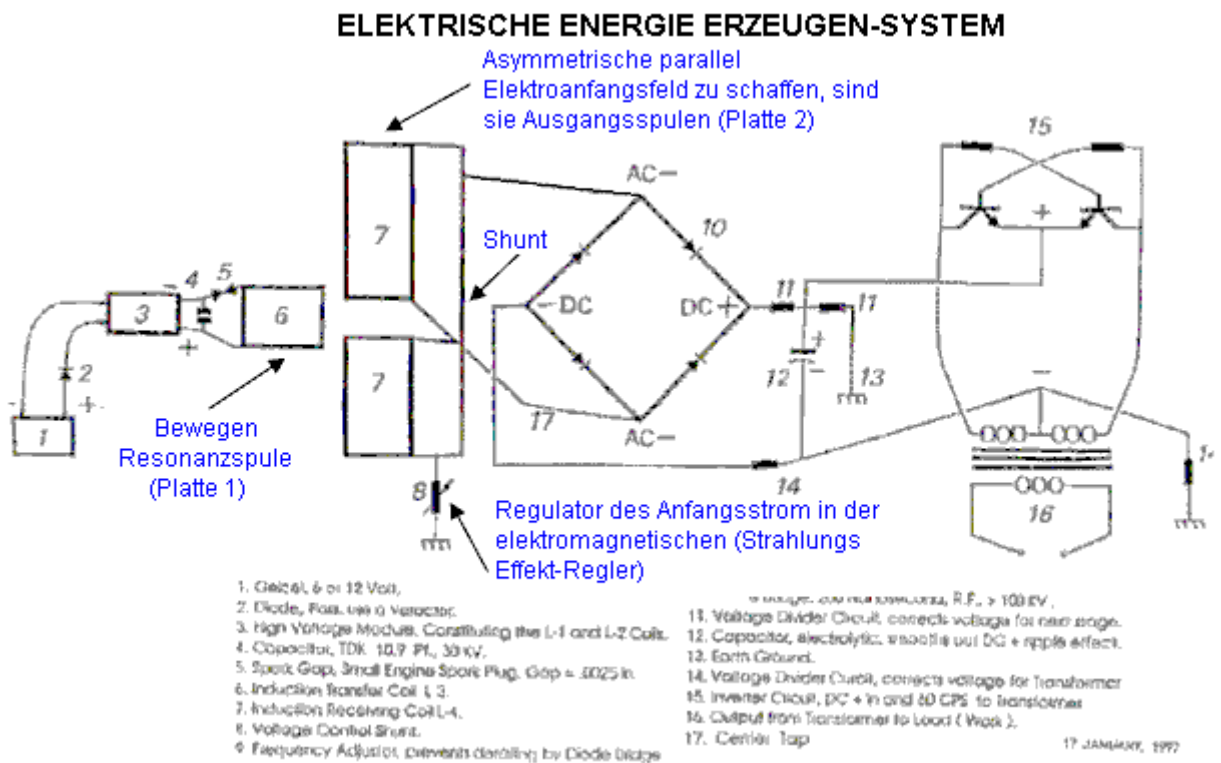 ELEKTRISCHE ENERGIE ERZEUGEN-SYSTEM
Asymmetrische parallel
Elektroanfangsfeld zu schaffen, sind
sie Ausgangsspulen (Platte 2)
15
AC−
10
7
Shunt
+
4
5
−
3
6
− DC
DC +
11
11
+
2
+
12
−
13
−
7
− +
17
1
AC−
Bewegen
Resonanzspule
(Platte 1)
14
8
16
Regulator des Anfangsstrom in der
elektromagnetischen (Strahlungs
Effekt-Regler)
1. Gelcel, 6 or 12 Volt.
2. Diode, Fast, use a Varactor.
3. High Voltage Module, Constituting the L-1 and L-2 Coils.
4. Capacitor, TDK 10.9 Pf., 30 KV.
5. Spark Gap, Small Engine Spark Plug, Gap = .0025 in.
6. Induction Transfer Coil L 3.
7. Induction Receiving Coil L-4.
8. Voltage Control Shunt.
9. Frequency Adjustor, prevents by Diode Bridge
200 Nanosecond, R.F., > 100 KV.
11. Voltage Divider Circuit, corrects voltage for next stage.
12. Capacitor, electrolytic, smooths out DC + ripple effect.
13. Earth Ground.
14. Voltage Divider Circuit, corrects voltage for Transformer
15. Inverter Circuit, DC + in and 60 CPS to Transformer
16. Output from Transformer to Load ( Work ).
17. Center Tap
17 JANUARY, 1997